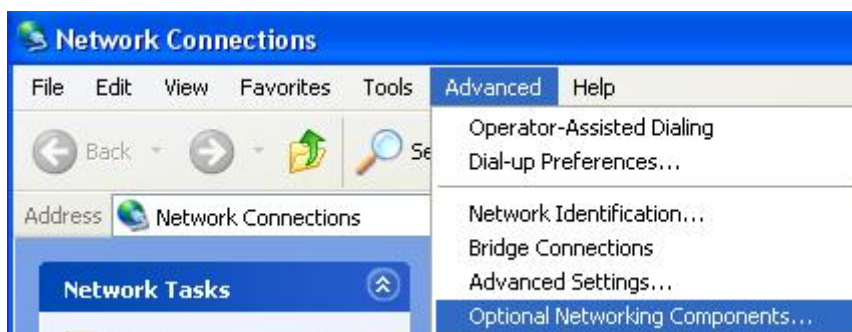 Network Connections
File Edit View Favorites Tools Advanced Help
Back
Address Network Connections
Network Tasks
Operator-Assisted Dialing
Dial-up Preferences...
Network Identification...
Bridge Connections
Advanced Settings...
Optional Networking Components...